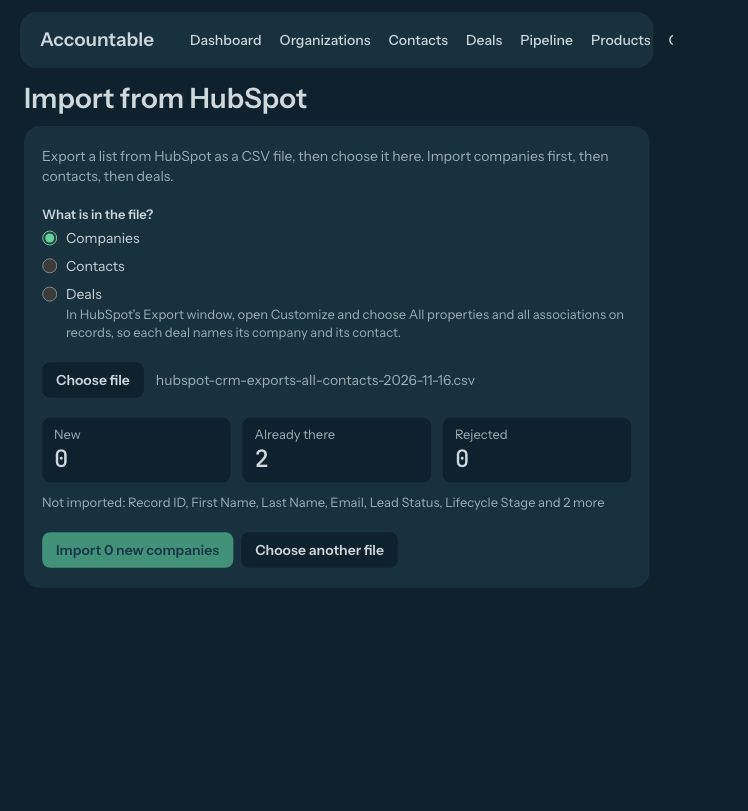 Accountable
Dashboard Organizations Contacts Deals Pipeline Products
Import from HubSpot
Export a list from HubSpot as a CSV file, then choose it here. Import companies first, then
contacts, then deals.
What is in the file?
Companies
Contacts
Deals
In HubSpot's Export window, open Customize and choose All properties and all associations on
records, so each deal names its company and its contact.
Choose file hubspot-crm-exports-all-contacts-2026-11-16.csv
New Already there Rejected
0 2 0
Not imported: Record ID, First Name, Last Name, Email, Lead Status, Lifecycle Stage and 2 more
Import 0 new companies Choose another file